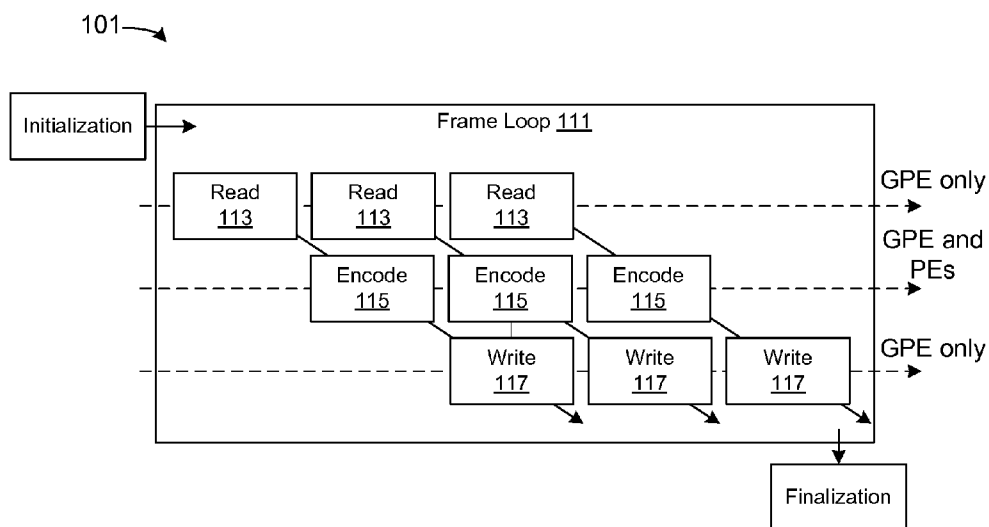 101
Initialization
Frame Loop 111
Read
113
Read
113
Read
113
GPE only
Encode
115
Encode
115
Encode
115
GPE and
PEs
Write
117
Write
117
Write
117
GPE only
Finalization